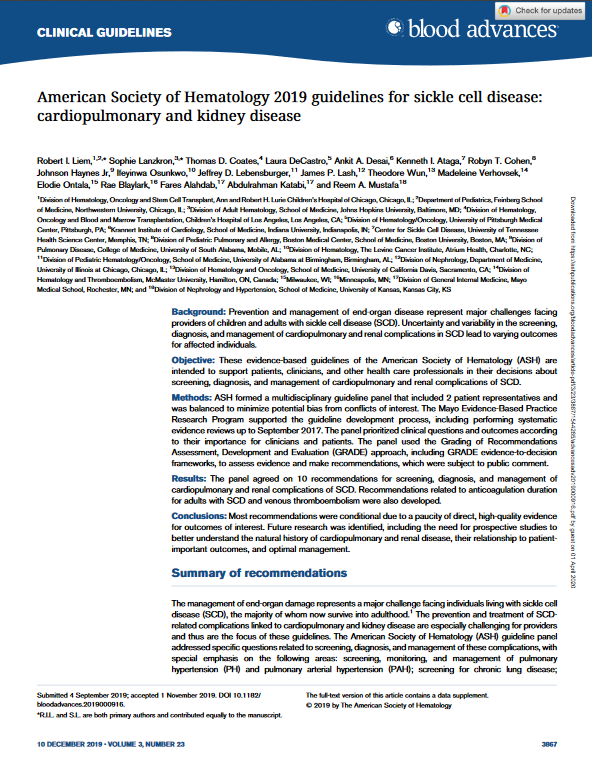 Check for updates
CLINICAL GUIDELINES
blood advances
American Society of Hematology 2019 guidelines for sickle cell disease:
cardiopulmonary and kidney disease
Robert I. Liem,1,2,* Sophie Lanzkron,3,* Thomas D. Coates,4 Laura DeCastro,5 Ankit A. Desai,6 Kenneth I. Ataga,7 Robyn T. Cohen,8
Johnson Haynes Jr,9 Ifeyinwa Osunkwo,10 Jeffrey D. Lebensburger,11 James P. Lash,12 Theodore Wun,13 Madeleine Verhovsek,14
Elodie Ontala,15 Rae Blaylark,16 Fares Alahdab,17 Abdulrahman Katabi,17 and Reem A. Mustafa18
1Division of Hematology, Oncology and Stem Cell Transplant, Ann and Robert H. Lurie Children's Hospital of Chicago, Chicago, IL; 2Department of Pediatrics, Feinberg School
of Medicine, Northwestern University, Chicago, IL; 3Division of Adult Hematology, School of Medicine, Johns Hopkins University, Baltimore, MD; 4Division of Hematology,
Oncology and Blood and Marrow Transplantation, Children's Hospital of Los Angeles, Los Angeles, CA; 5Division of Hematology/Oncology, University of Pittsburgh Medical
Center, Pittsburgh, PA; 6Krannert Institute of Cardiology, School of Medicine, Indiana University, Indianapolis, IN; 7Center for Sickle Cell Disease, University of Tennessee
Health Science Center, Memphis, TN; 8Division of Pediatric Pulmonary and Allergy, Boston Medical Center, School of Medicine, Boston University, Boston, MA; 9Division of
Pulmonary Disease, College of Medicine, University of South Alabama, Mobile, AL; 10Division of Hematology, The Levine Cancer Institute, Atrium Health, Charlotte, NC;
11Division of Pediatric Hematology/Oncology, School of Medicine, University of Alabama at Birmingham, Birmingham, AL; 12Division of Nephrology, Department of Medicine,
University of Illinois at Chicago, Chicago, IL; 13Division of Hematology and Oncology, School of Medicine, University of California Davis, Sacramento, CA; 14Division of
Hematology and Thromboembolism, McMaster University, Hamilton, ON, Canada; 15Milwaukee, WI; 16Minneapolis, MN; 17Division of General Internal Medicine, Mayo
Medical School, Rochester, MN; and 18Division of Nephrology and Hypertension, School of Medicine, University of Kansas, Kansas City, KS
Background: Prevention and management of end-organ disease represent major challenges facing
providers of children and adults with sickle cell disease (SCD). Uncertainty and variability in the screening,
diagnosis, and management of cardiopulmonary and renal complications in SCD lead to varying outcomes
for affected individuals.
Objective: These evidence-based guidelines of the American Society of Hematology (ASH) are
intended to support patients, clinicians, and other health care professionals in their decisions about
screening, diagnosis, and management of cardiopulmonary and renal complications of SCD.
Methods: ASH formed a multidisciplinary guideline panel that included 2 patient representatives and
was balanced to minimize potential bias from conflicts of interest. The Mayo Evidence-Based Practice
Research Program supported the guideline development process, including performing systematic
evidence reviews up to September 2017. The panel prioritized clinical questions and outcomes according
to their importance for clinicians and patients. The panel used the Grading of Recommendations
Assessment, Development and Evaluation (GRADE) approach, including GRADE evidence-to-decision
frameworks, to assess evidence and make recommendations, which were subject to public comment.
Results: The panel agreed on 10 recommendations for screening, diagnosis, and management of
cardiopulmonary and renal complications of SCD. Recommendations related to anticoagulation duration
for adults with SCD and venous thromboembolism were also developed.
Conclusions: Most recommendations were conditional due to a paucity of direct, high-quality evidence
for outcomes of interest. Future research was identified, including the need for prospective studies to
better understand the natural history of cardiopulmonary and renal disease, their relationship to patient-
important outcomes, and optimal management.
Summary of recommendations
The management of end-organ damage represents a major challenge facing individuals living with sickle cell
disease (SCD), the majority of whom now survive into adulthood.1 The prevention and treatment of SCD-
related complications linked to cardiopulmonary and kidney disease are especially challenging for providers
and thus are the focus of these guidelines. The American Society of Hematology (ASH) guideline panel
addressed specific questions related to screening, diagnosis, and management of these complications, with
special emphasis on the following areas: screening, monitoring, and management of pulmonary
hypertension (PH) and pulmonary arterial hypertension (PAH); screening for chronic lung disease;
Submitted 4 September 2019; accepted 1 November 2019. DOI 10.1182/
bloodadvances.2019000916.
*R.I.L. and S.L. are both primary authors and contributed equally to the manuscript.
The full-text version of this article contains a data supplement.
© 2019 by The American Society of Hematology
10 DECEMBER 2019 • VOLUME 3, NUMBER 23
3867
by guest on 01 April 2020